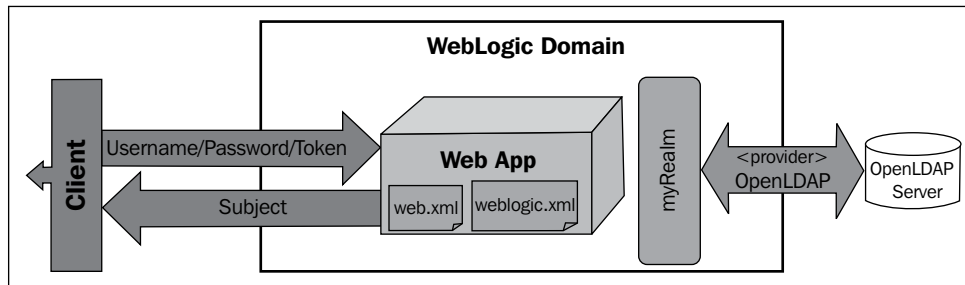 WebLogic Domain
Client
Username/Password/Token
Subject
Web App
web.xml
weblogic.xml
myRealm
<provider>
OpenLDAP
OpenLDAP
Server